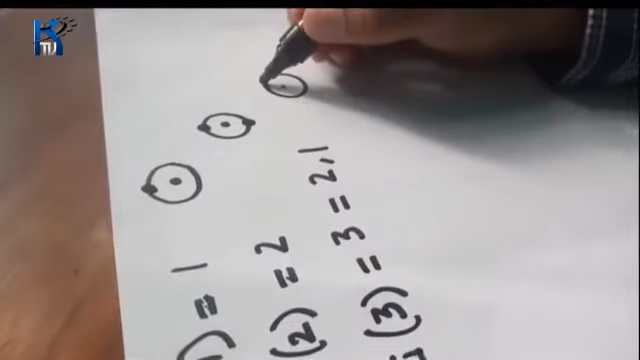 ) = 1
(2) = 2
(3) = 3 = 2,1